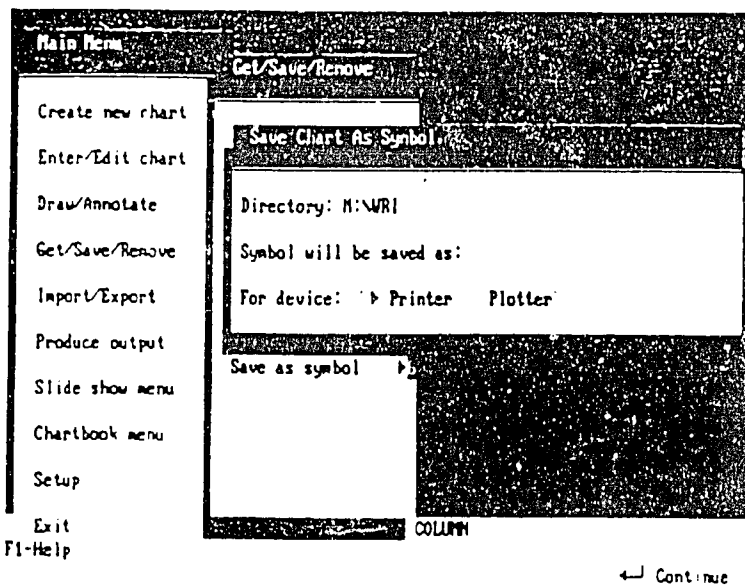 Main Menu
Get/Save/Remove
Create new chart
Save Chart As Symbol
Enter/Edit chart
Draw/Annotate
Directory: M:\WRI
Get/Save/Remove
Symbol will be saved as:
Import/Export
For device: ▸ Printer Plotter
Produce output
Save as symbol ▸
Slide show menu
Chartbook menu
Setup
Exit
COLUMN
F1-Help
↵ Continue